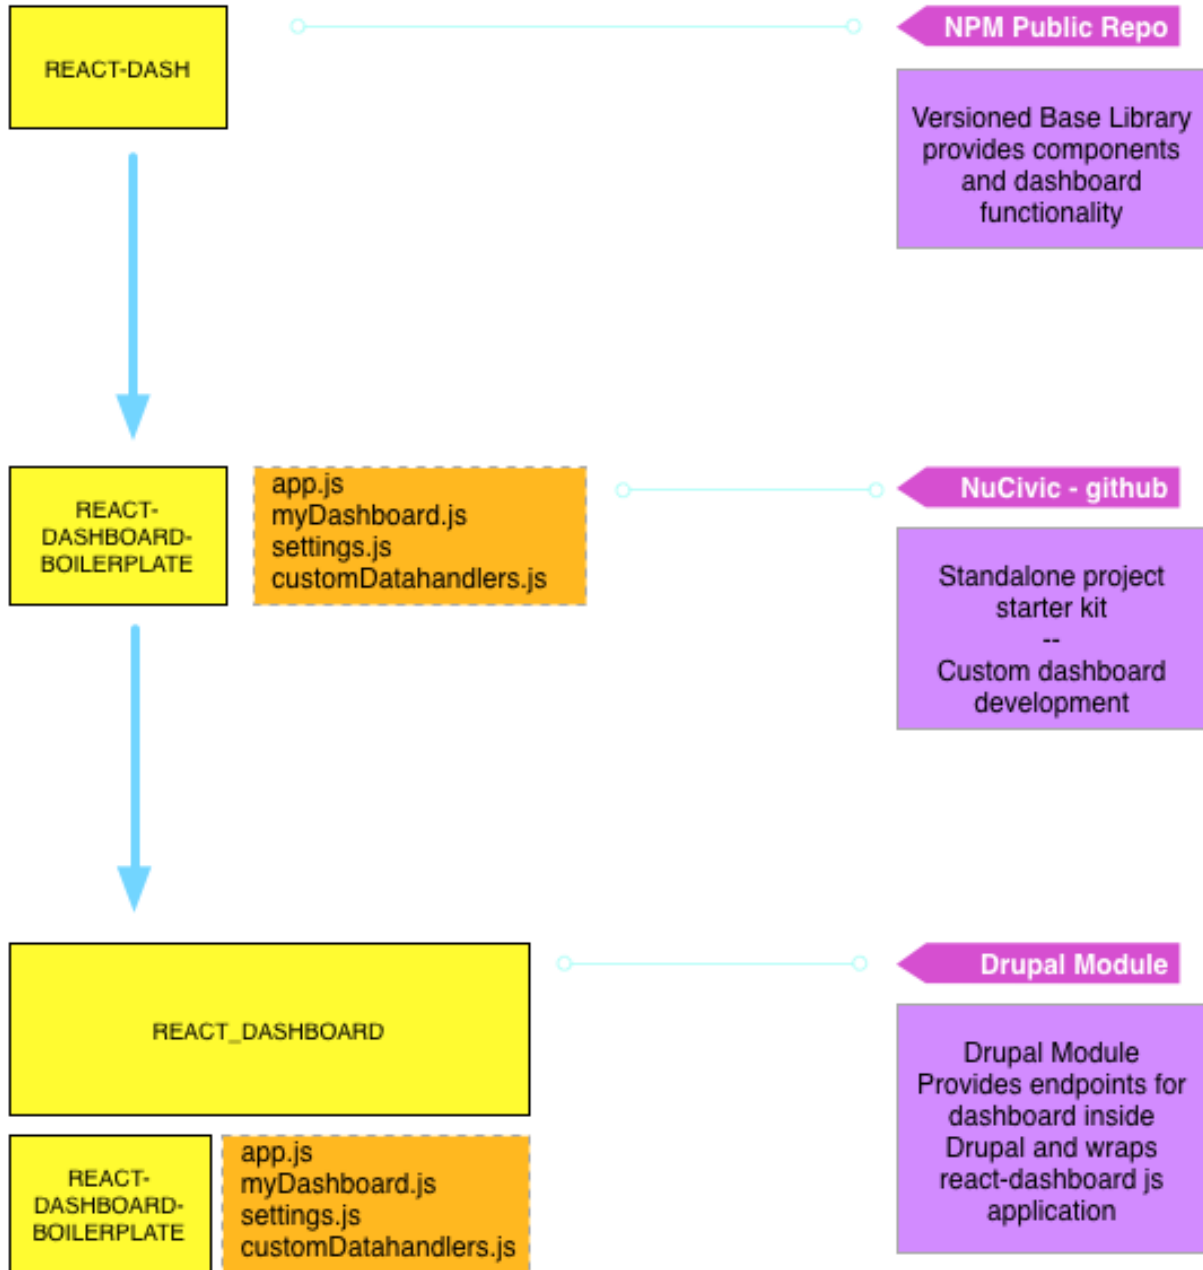 REACT-DASH
NPM Public Repo
Versioned Base Library
provides components
and dashboard
functionality
REACT-
DASHBOARD-
BOILERPLATE
app.js
myDashboard.js
settings.js
customDatahandlers.js
NuCivic - github
Standalone project
starter kit
--
Custom dashboard
development
REACT_DASHBOARD
Drupal Module
Drupal Module
Provides endpoints for
dashboard inside
Drupal and wraps
react-dashboard js
application
REACT-
DASHBOARD-
BOILERPLATE
app.js
myDashboard.js
settings.js
customDatahandlers.js